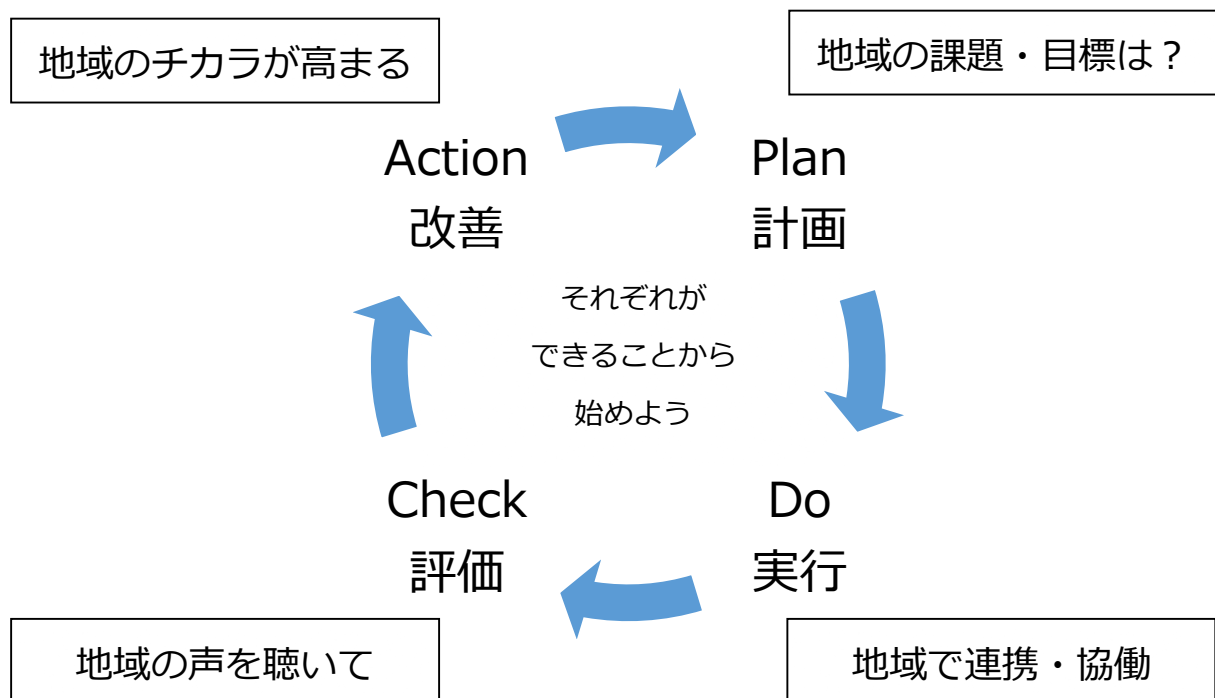 地域のチカラが高まる
地域の課題・目標は？
Action
改善
Plan
計画
それぞれが
できることから
始めよう
Check
評価
Do
実行
地域の声を聴いて
地域で連携・協働